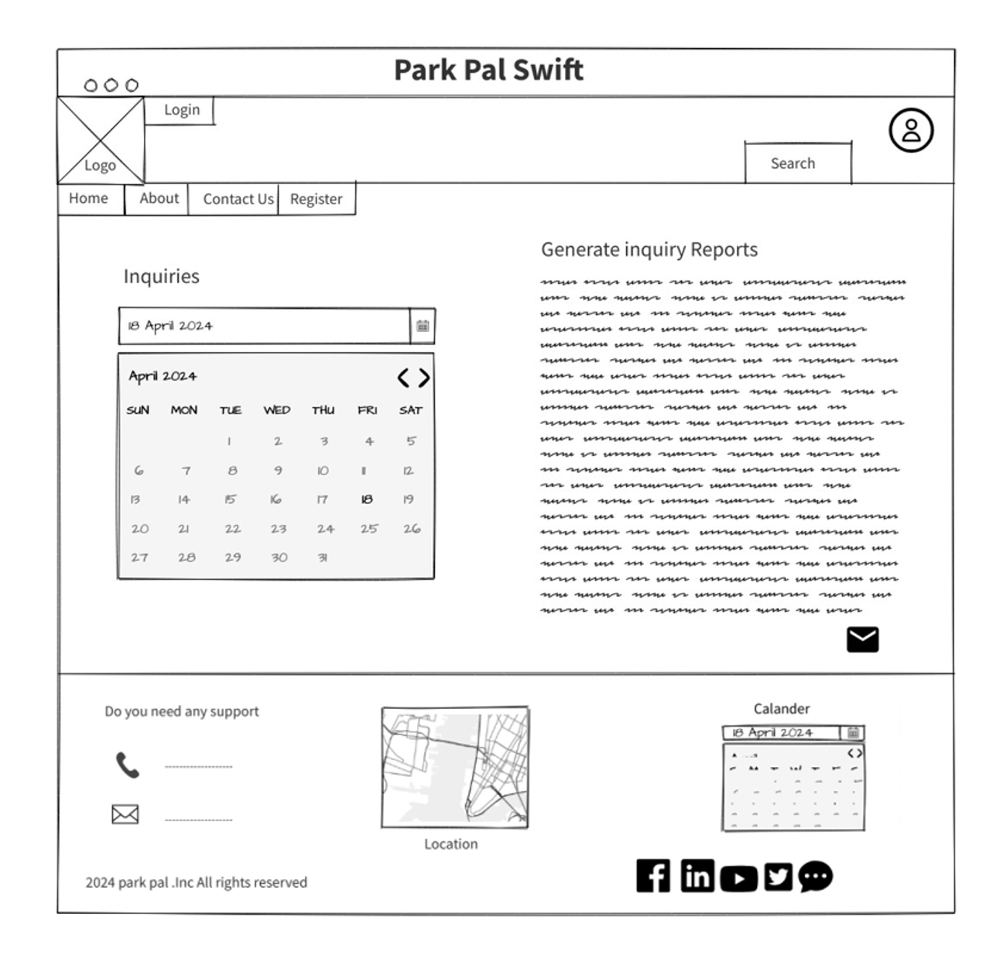 Park Pal Swift
Login
Logo
Search
Home About Contact Us Register
Generate inquiry Reports
Inquiries
18 April 2024
April 2024
SUN MON TUE WED THU FRI SAT
1 2 3 4 5
6 7 8 9 10 11 12
13 14 15 16 17 18 19
20 21 22 23 24 25 26
27 28 29 30 31
Do you need any support
Calander
18 April 2024
Location
2024 park pal .Inc All rights reserved